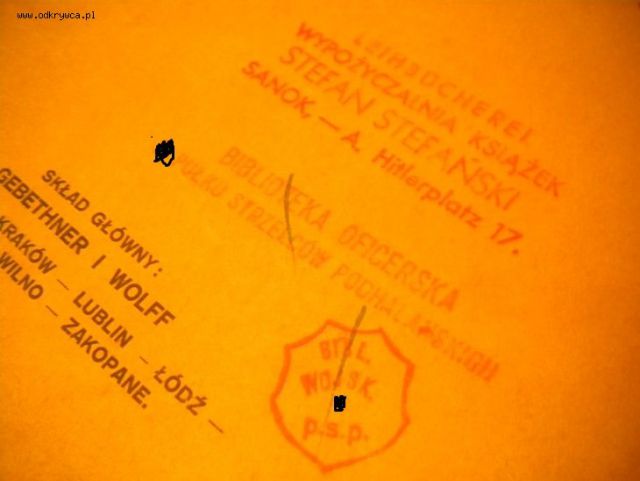 www.odkrywca.pl
LEIHBÜCHEREI
WYPOŻYCZALNIA KSIĄŻEK
STEFAN STEFAŃSKI
SANOK, — A. Hitlerplatz 17.
BIBLIOTEKA OFICERSKA
PUŁKU STRZELCÓW PODHALAŃSKICH
BIBL.
WOJSK.
p.s.p.
SKŁAD GŁÓWNY:
GEBETHNER I WOLFF
KRAKÓW — LUBLIN — ŁÓDŹ —
WILNO — ZAKOPANE.